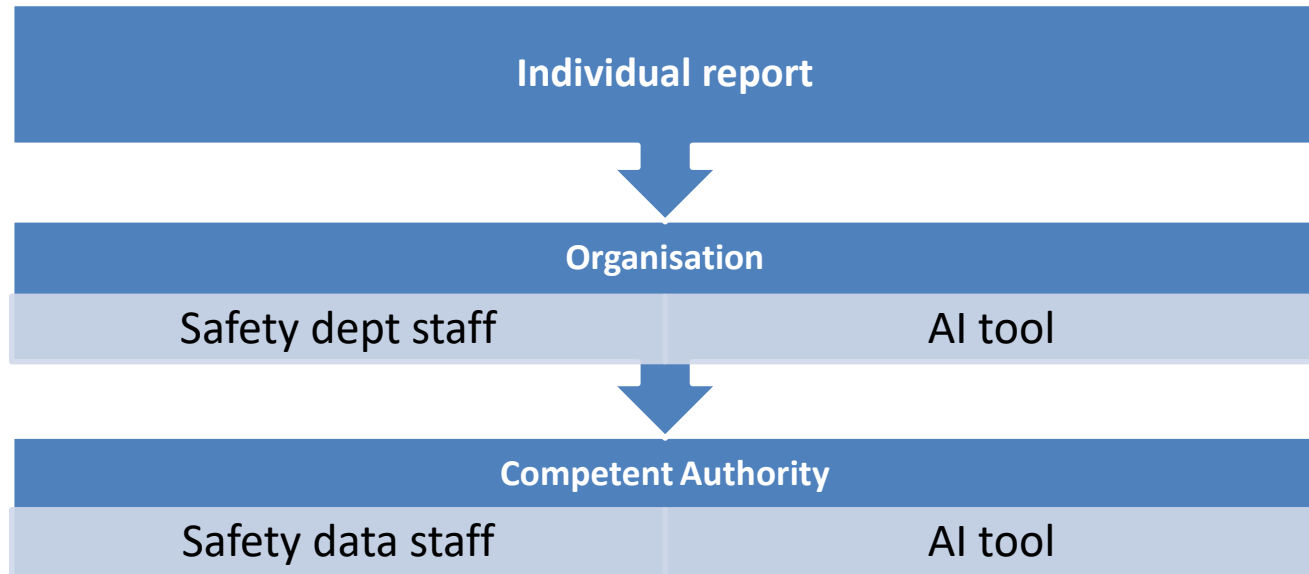 Individual report
Organisation
Safety dept staff
AI tool
Competent Authority
Safety data staff
AI tool